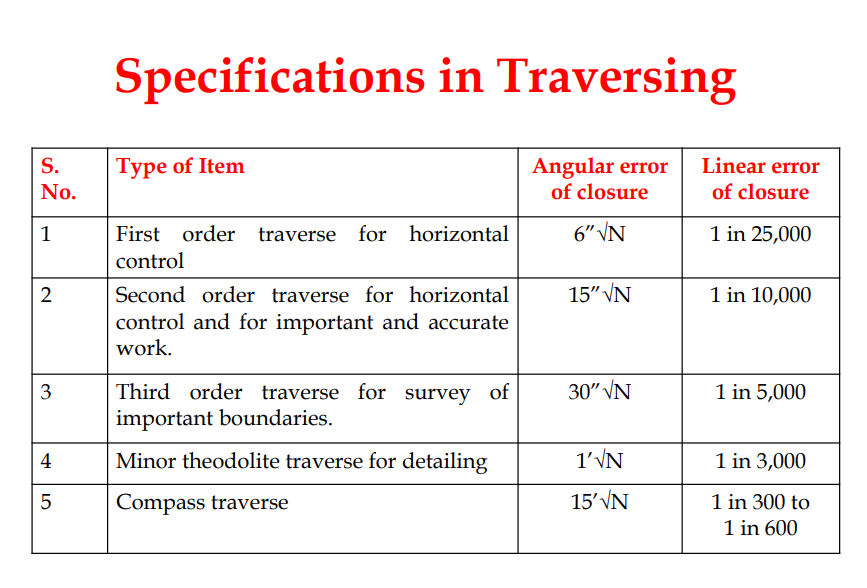 Specifications in Traversing
S. No. Type of Item Angular error of closure Linear error of closure
1 First order traverse for horizontal control 6″√N 1 in 25,000
2 Second order traverse for horizontal control and for important and accurate work. 15″√N 1 in 10,000
3 Third order traverse for survey of important boundaries. 30″√N 1 in 5,000
4 Minor theodolite traverse for detailing 1′√N 1 in 3,000
5 Compass traverse 15′√N 1 in 300 to 1 in 600